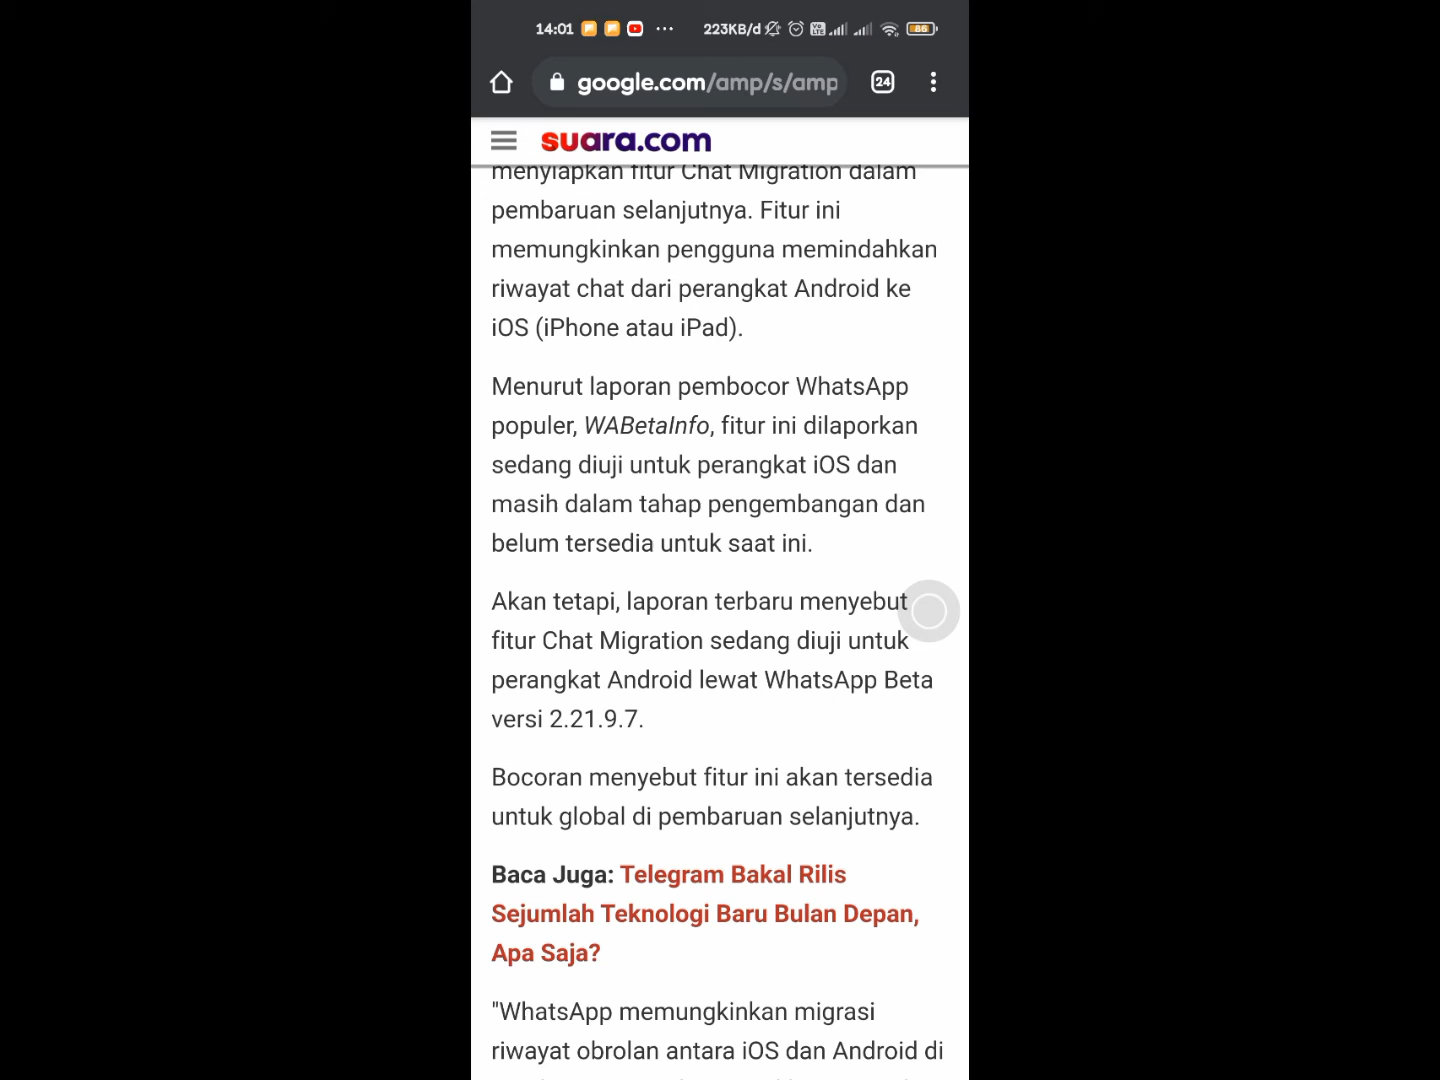 14:01
223KB/d
86
google.com/amp/s/amp
24
suara.com
menyiapkan fitur Chat Migration dalam
pembaruan selanjutnya. Fitur ini
memungkinkan pengguna memindahkan
riwayat chat dari perangkat Android ke
iOS (iPhone atau iPad).
Menurut laporan pembocor WhatsApp
populer, WABetaInfo, fitur ini dilaporkan
sedang diuji untuk perangkat iOS dan
masih dalam tahap pengembangan dan
belum tersedia untuk saat ini.
Akan tetapi, laporan terbaru menyebut
fitur Chat Migration sedang diuji untuk
perangkat Android lewat WhatsApp Beta
versi 2.21.9.7.
Bocoran menyebut fitur ini akan tersedia
untuk global di pembaruan selanjutnya.
Baca Juga: Telegram Bakal Rilis
Sejumlah Teknologi Baru Bulan Depan,
Apa Saja?
"WhatsApp memungkinkan migrasi
riwayat obrolan antara iOS dan Android di